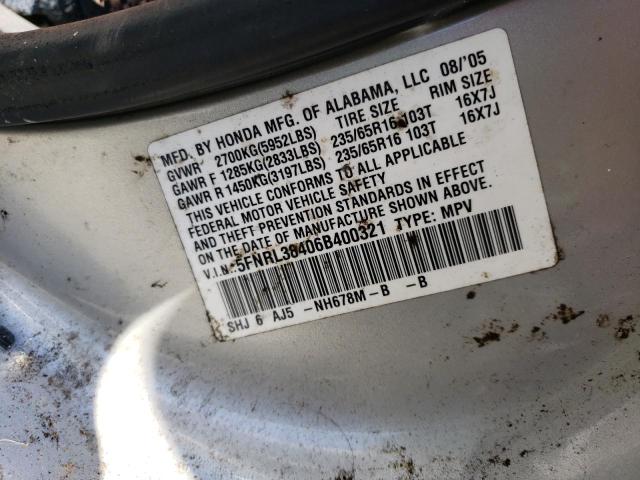 MFD. BY HONDA MFG. OF ALABAMA, LLC 08/'05
GVWR 2700KG(5952LBS) TIRE SIZE RIM SIZE
GAWR F 1285KG(2833LBS) 235/65R16 103T 16X7J
GAWR R 1450KG(3197LBS) 235/65R16 103T 16X7J
THIS VEHICLE CONFORMS TO ALL APPLICABLE
FEDERAL MOTOR VEHICLE SAFETY
AND THEFT PREVENTION STANDARDS IN EFFECT
ON THE DATE OF MANUFACTURE SHOWN ABOVE.
V.I.N.: 5FNRL38406B400321 TYPE: MPV
SHJ 6 AJ5 -NH678M-B -B